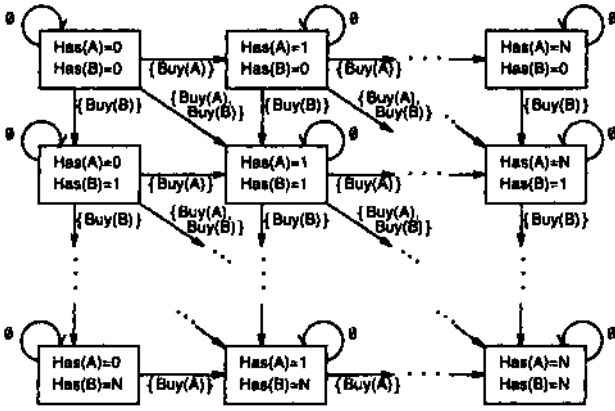 ∅ ∅ ∅
Has(A)=0 Has(A)=1 Has(A)=N
Has(B)=0 {Buy(A)} Has(B)=0 {Buy(A)} Has(B)=0
{Buy(B)} {Buy(A), Buy(B)} {Buy(B)} {Buy(A), Buy(B)} {Buy(B)}
∅ ∅ ∅
Has(A)=0 Has(A)=1 Has(A)=N
Has(B)=1 {Buy(A)} Has(B)=1 {Buy(A)} Has(B)=1
{Buy(B)} {Buy(A), Buy(B)} {Buy(B)} {Buy(A), Buy(B)} {Buy(B)}
∅ ∅ ∅
Has(A)=0 Has(A)=1 Has(A)=N
Has(B)=N {Buy(A)} Has(B)=N {Buy(A)} Has(B)=N